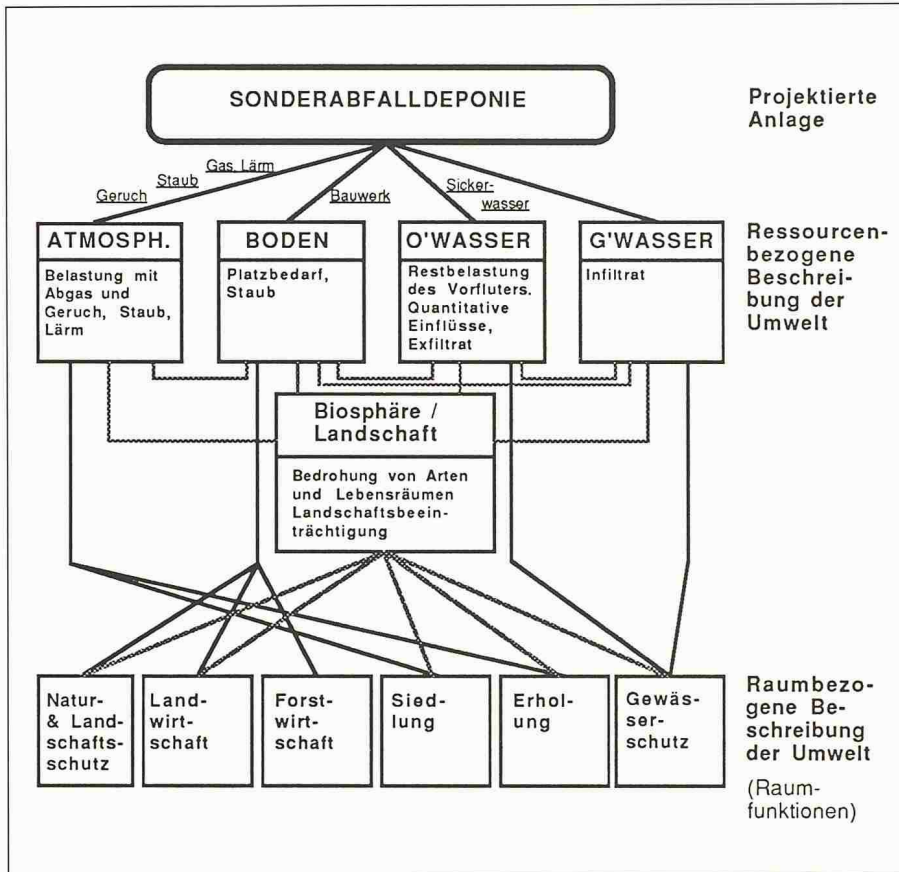 SONDERABFALLDEPONIE
Projektierte
Anlage
Gas, Lärm
Staub
Geruch
Bauwerk
Sicker-
wasser
ATMOSPH.
Belastung mit
Abgas und
Geruch, Staub,
Lärm
BODEN
Platzbedarf,
Staub
O'WASSER
Restbelastung
des Vorfluters.
Quantitative
Einflüsse,
Exfiltrat
G'WASSER
Infiltrat
Ressourcen-
bezogene
Beschrei-
bung der
Umwelt
Biosphäre /
Landschaft
Bedrohung von Arten
und Lebensräumen
Landschaftsbeein-
trächtigung
Natur-
& Land-
schafts-
schutz
Land-
wirt-
schaft
Forst-
wirt-
schaft
Sied-
lung
Erhol-
ung
Gewäs-
ser-
schutz
Raumbezo-
gene Be-
schreibung
der Umwelt
(Raum-
funktionen)